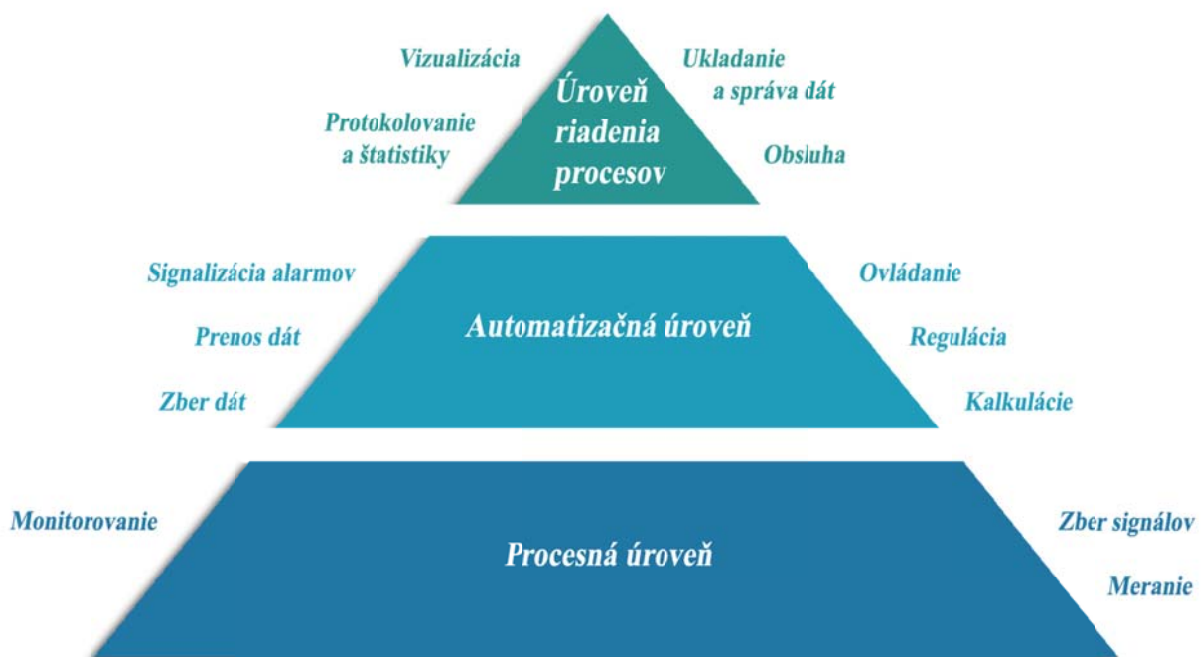 Vizualizácia
Ukladanie
a správa dát
Úroveň
riadenia
procesov
Protokolovanie
a štatistiky
Obsluha
Signalizácia alarmov
Ovládanie
Automatizačná úroveň
Prenos dát
Regulácia
Zber dát
Kalkulácie
Monitorovanie
Zber signálov
Procesná úroveň
Meranie